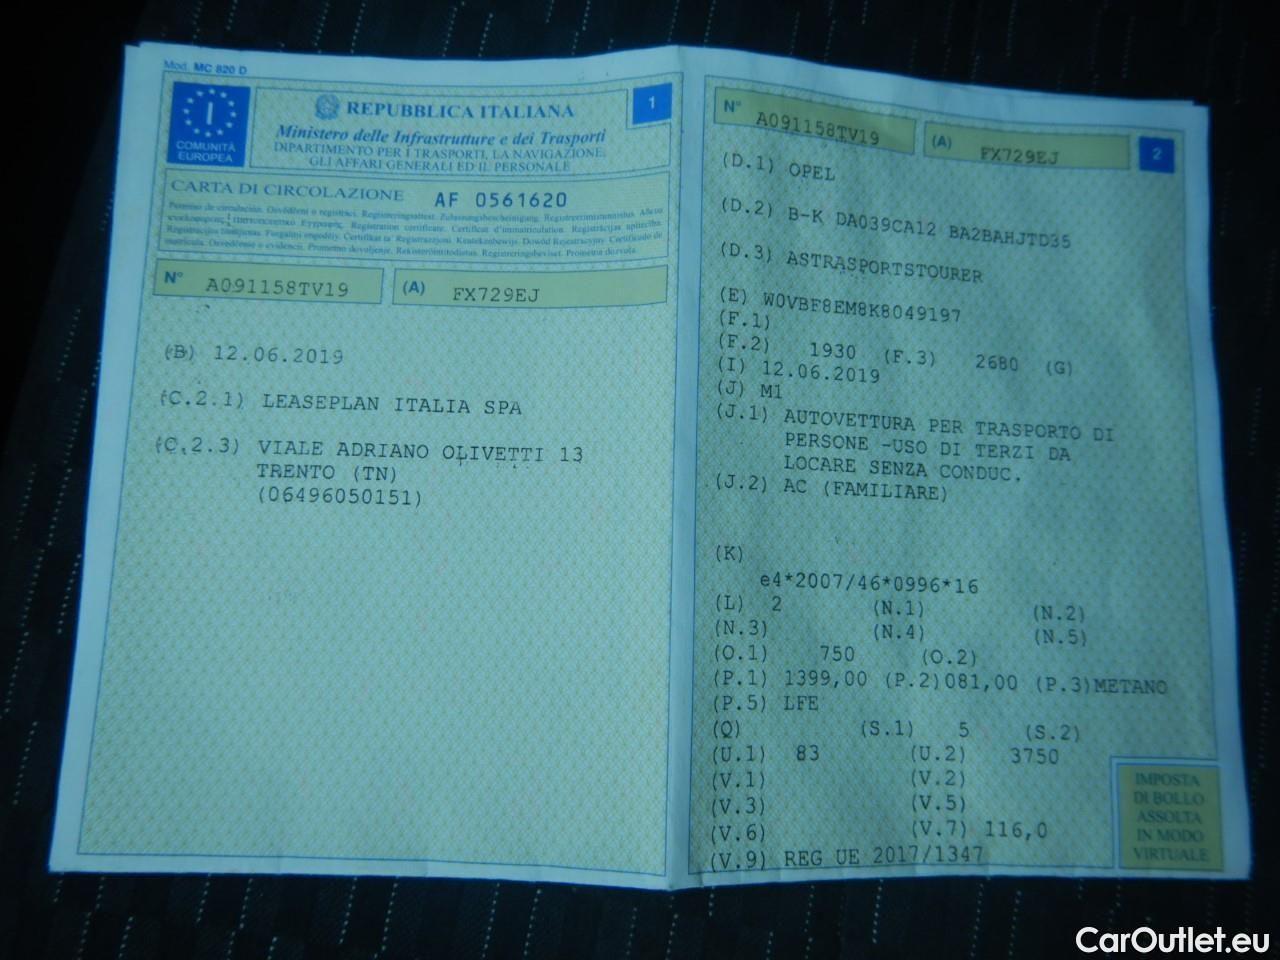 Mod. MC 820 D
I
COMUNITÀ
EUROPEA
REPUBBLICA ITALIANA
Ministero delle Infrastrutture e dei Trasporti
DIPARTIMENTO PER I TRASPORTI, LA NAVIGAZIONE,
GLI AFFARI GENERALI ED IL PERSONALE
1
CARTA DI CIRCOLAZIONE AF 0561620
N° A091158TV19 (A) FX729EJ
(B) 12.06.2019
(C.2.1) LEASEPLAN ITALIA SPA
(C.2.3) VIALE ADRIANO OLIVETTI 13
TRENTO (TN)
(06496050151)
N° A091158TV19 (A) FX729EJ 2
(D.1) OPEL
(D.2) B-K DA039CA12 BA2BAHJTD35
(D.3) ASTRASPORTSTOURER
(E) W0VBF8EM8K8049197
(F.1)
(F.2) 1930 (F.3) 2680 (G)
(I) 12.06.2019
(J) M1
(J.1) AUTOVETTURA PER TRASPORTO DI
PERSONE -USO DI TERZI DA
LOCARE SENZA CONDUC.
(J.2) AC (FAMILIARE)
(K)
e4*2007/46*0996*16
(L) 2 (N.1) (N.2)
(N.3) (N.4) (N.5)
(O.1) 750 (O.2)
(P.1) 1399,00 (P.2)081,00 (P.3)METANO
(P.5) LFE
(Q) (S.1) 5 (S.2)
(U.1) 83 (U.2) 3750
(V.1) (V.2)
(V.3) (V.5)
(V.6) (V.7) 116,0
(V.9) REG UE 2017/1347
IMPOSTA
DI BOLLO
ASSOLTA
IN MODO
VIRTUALE
CarOutlet.eu